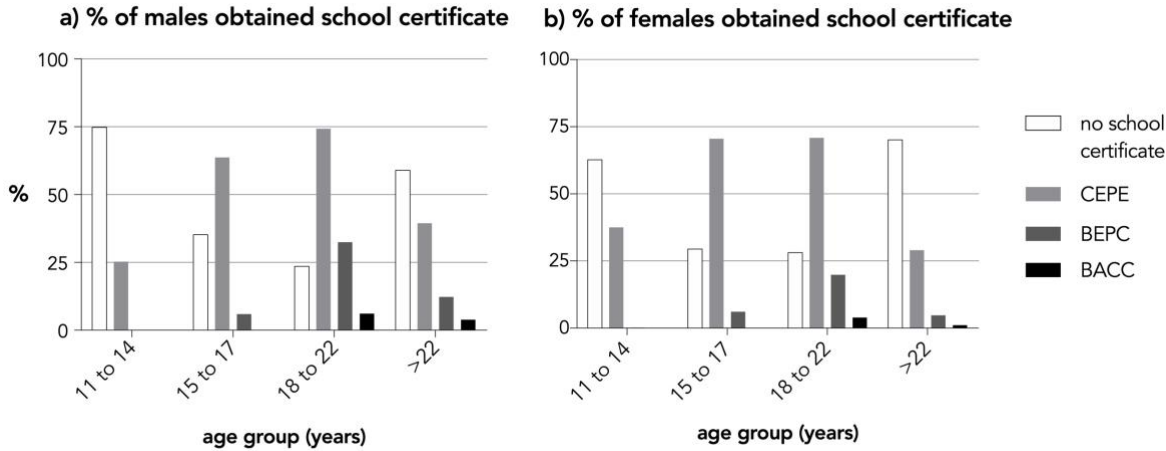 a) % of males obtained school certificate
100
75
50
25
0
%
11 to 14
15 to 17
18 to 22
>22
age group (years)
b) % of females obtained school certificate
100
75
50
25
0
11 to 14
15 to 17
18 to 22
>22
age group (years)
no school
certificate
CEPE
BEPC
BACC